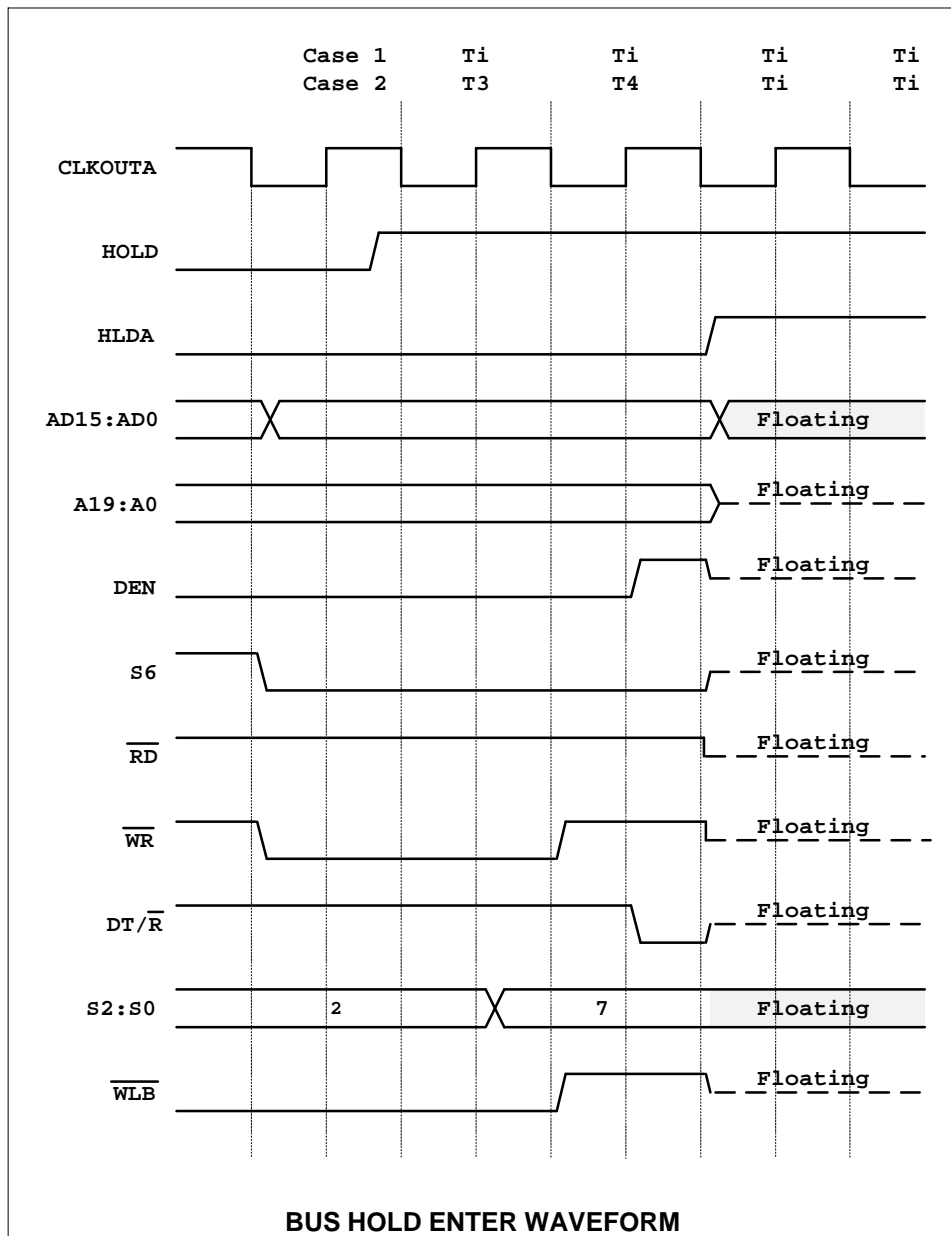 Case 1 Ti Ti Ti Ti
Case 2 T3 T4 Ti Ti
CLKOUTA
HOLD
HLDA
AD15:AD0 Floating
A19:A0 Floating
DEN Floating
S6 Floating
RD Floating
WR Floating
DT/R Floating
S2:S0 2 7 Floating
WLB Floating
BUS HOLD ENTER WAVEFORM